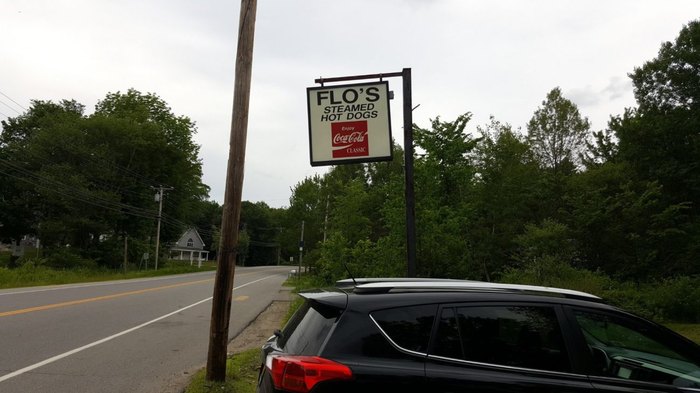 FLO'S
STEAMED
HOT DOGS
Enjoy
Coca-Cola
CLASSIC